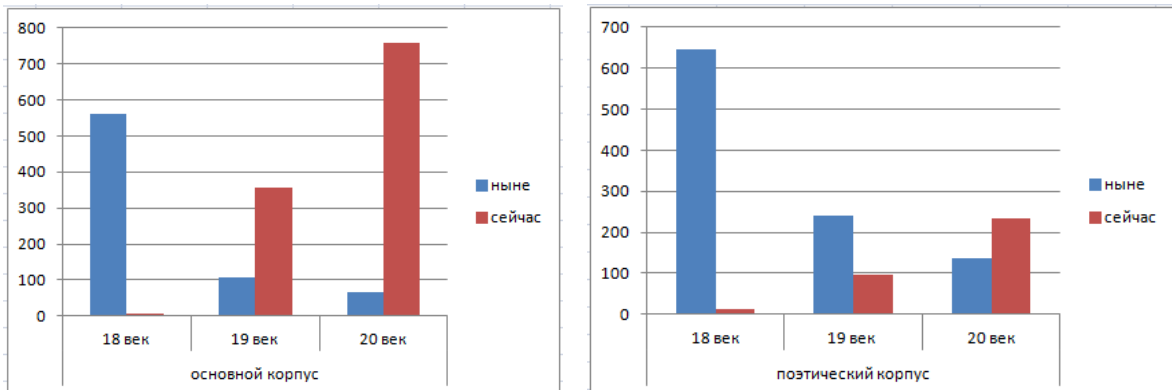 800
700
600
500
400
300
200
100
0
18 век 19 век 20 век
основной корпус
ныне
сейчас
700
600
500
400
300
200
100
0
18 век 19 век 20 век
поэтический корпус
ныне
сейчас